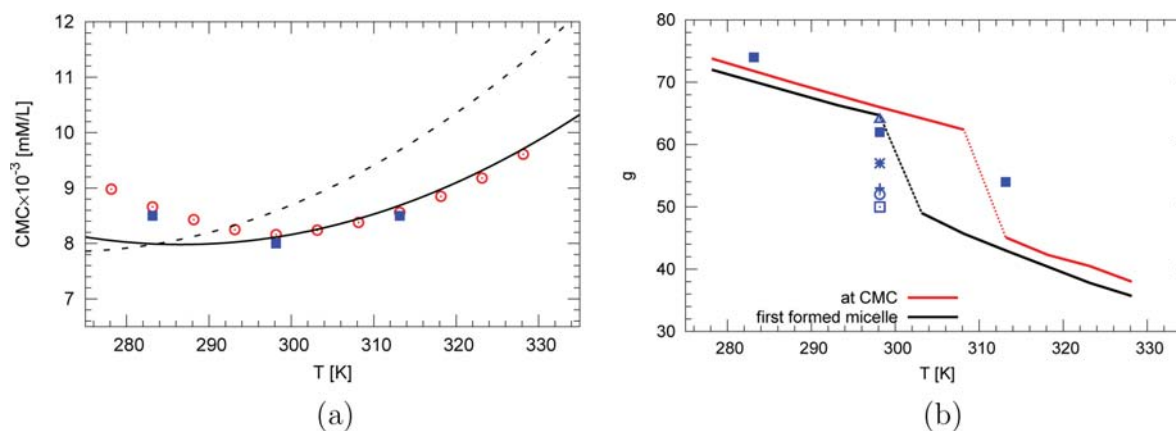 12
11
10
9
8
7
CMC×10⁻³ [mM/L]
280 290 300 310 320 330
T [K]
(a)
80
70
60
50
40
30
g
at CMC
first formed micelle
280 290 300 310 320 330
T [K]
(b)